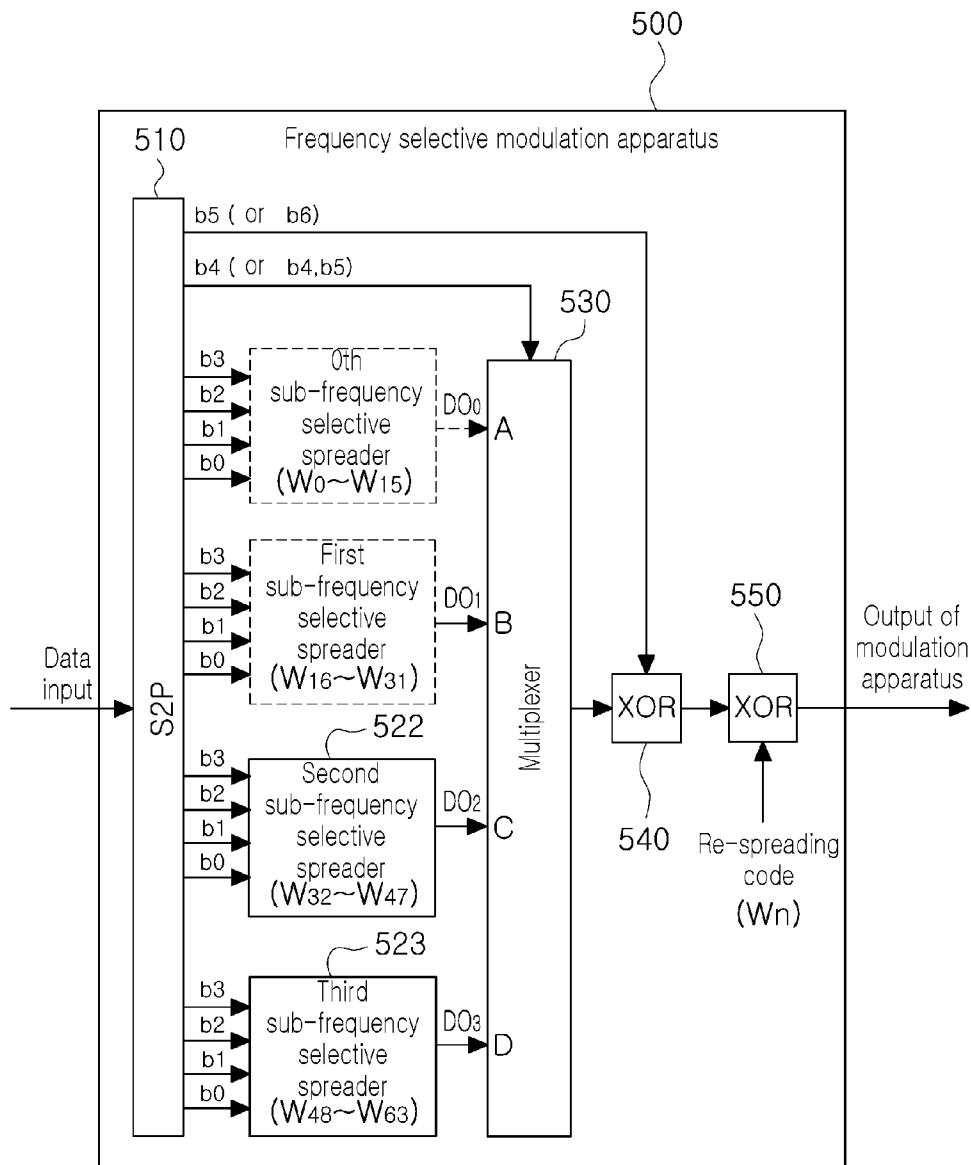 500
510
Frequency selective modulation apparatus
b5 ( or b6)
b4 ( or b4,b5)
530
S2P
b3
b2
b1
b0
0th
sub-frequency
selective
spreader
(W0~W15)
DO0
A
b3
b2
b1
b0
First
sub-frequency
selective
spreader
(W16~W31)
DO1
B
Data
input
Multiplexer
XOR
540
550
XOR
Output of
modulation
apparatus
Re-spreading
code
(Wn)
522
b3
b2
b1
b0
Second
sub-frequency
selective
spreader
(W32~W47)
DO2
C
523
b3
b2
b1
b0
Third
sub-frequency
selective
spreader
(W48~W63)
DO3
D